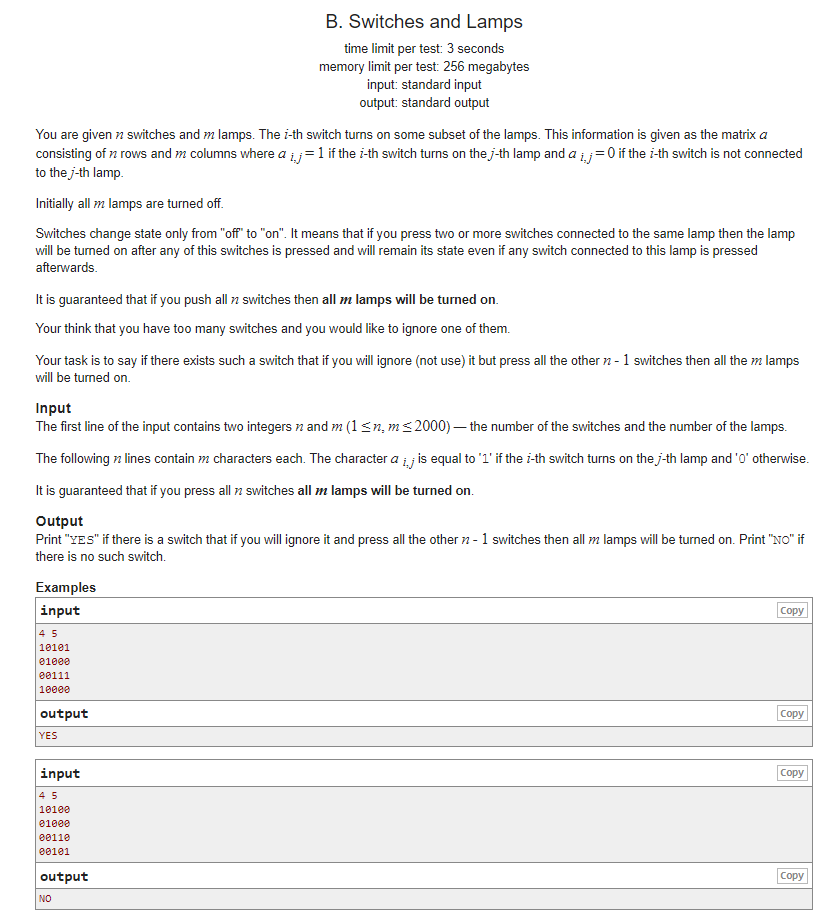 B. Switches and Lamps
time limit per test: 3 seconds
memory limit per test: 256 megabytes
input: standard input
output: standard output
You are given n switches and m lamps. The i-th switch turns on some subset of the lamps. This information is given as the matrix a
consisting of n rows and m columns where a i,j = 1 if the i-th switch turns on the j-th lamp and a i,j = 0 if the i-th switch is not connected
to the j-th lamp.
Initially all m lamps are turned off.
Switches change state only from "off" to "on". It means that if you press two or more switches connected to the same lamp then the lamp
will be turned on after any of this switches is pressed and will remain its state even if any switch connected to this lamp is pressed
afterwards.
It is guaranteed that if you push all n switches then all m lamps will be turned on.
Your think that you have too many switches and you would like to ignore one of them.
Your task is to say if there exists such a switch that if you will ignore (not use) it but press all the other n - 1 switches then all the m lamps
will be turned on.
Input
The first line of the input contains two integers n and m (1 ≤ n, m ≤ 2000) — the number of the switches and the number of the lamps.
The following n lines contain m characters each. The character a i,j is equal to '1' if the i-th switch turns on the j-th lamp and '0' otherwise.
It is guaranteed that if you press all n switches all m lamps will be turned on.
Output
Print "YES" if there is a switch that if you will ignore it and press all the other n - 1 switches then all m lamps will be turned on. Print "NO" if
there is no such switch.
Examples
input Copy
4 5
10101
01000
00111
10000
output Copy
YES
input Copy
4 5
10100
01000
00110
00101
output Copy
NO